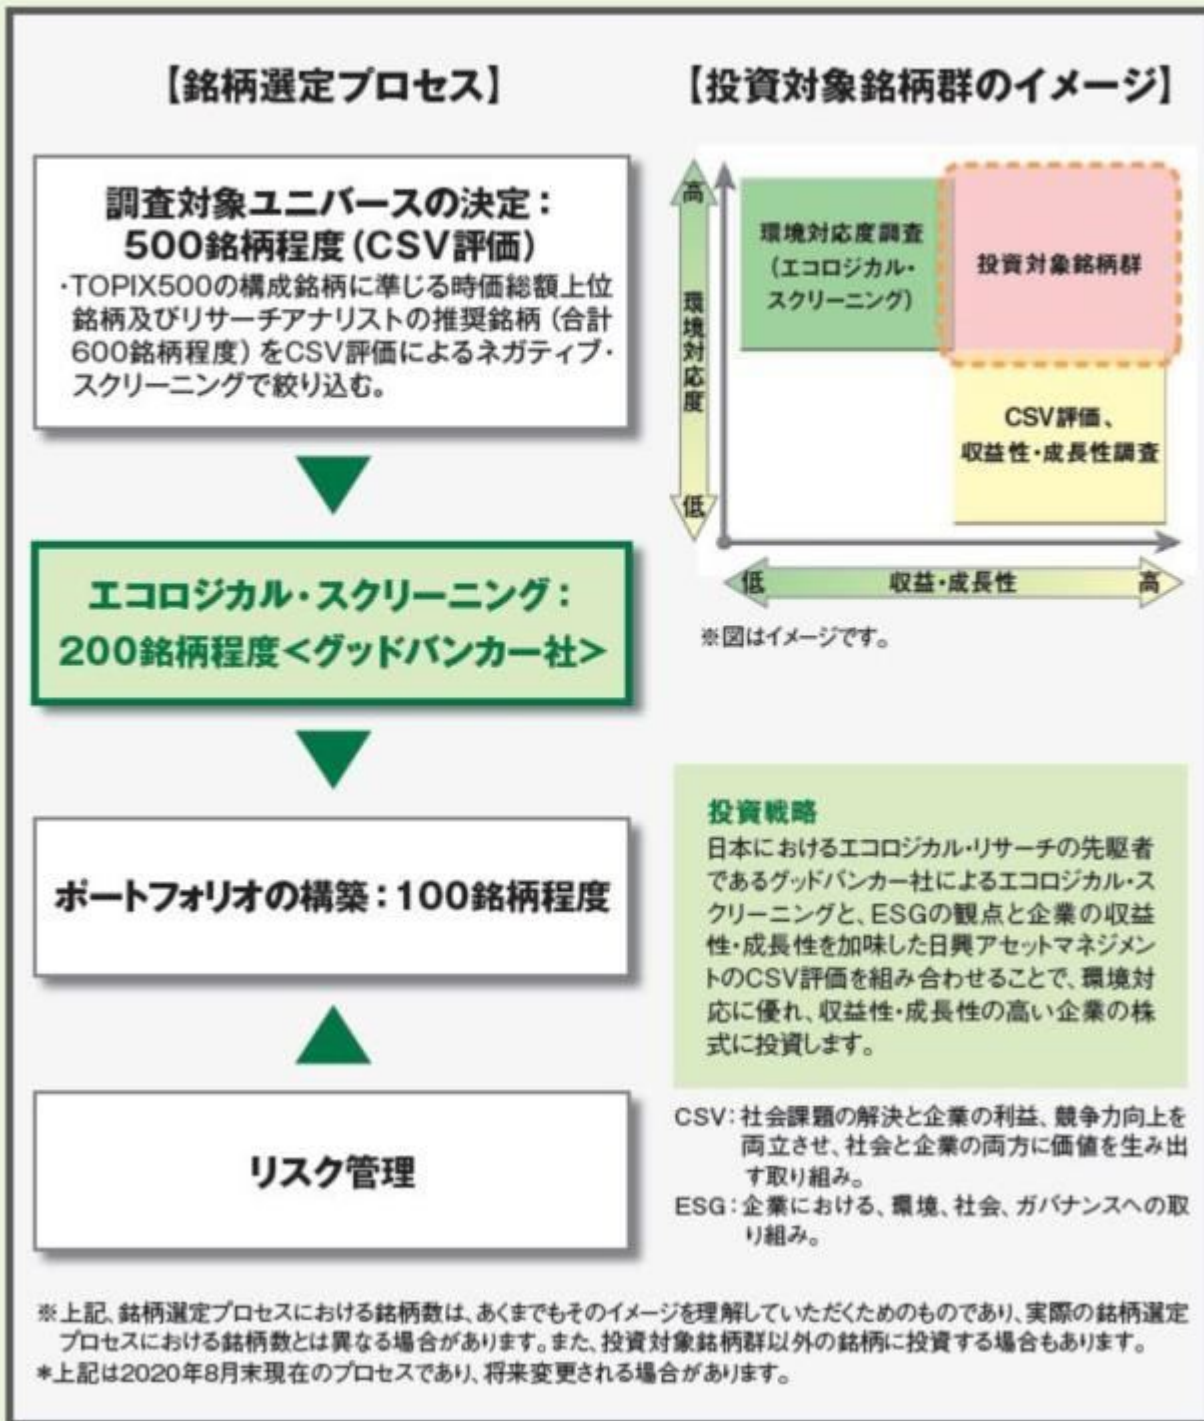 【銘柄選定プロセス】
調査対象ユニバースの決定：
500銘柄程度（CSV評価）
・TOPIX500の構成銘柄に準じる時価総額上位
銘柄及びリサーチアナリストの推奨銘柄（合計
600銘柄程度）をCSV評価によるネガティブ・
スクリーニングで絞り込む。
エコロジカル・スクリーニング：
200銘柄程度<グッドバンカー社>
ポートフォリオの構築：100銘柄程度
リスク管理
【投資対象銘柄群のイメージ】
高
環境対応度
低
環境対応度調査
（エコロジカル・
スクリーニング）
投資対象銘柄群
CSV評価、
収益性・成長性調査
低 収益・成長性 高
※図はイメージです。
投資戦略
日本におけるエコロジカル・リサーチの先駆者
であるグッドバンカー社によるエコロジカル・ス
クリーニングと、ESGの観点と企業の収益
性・成長性を加味した日興アセットマネジメン
トのCSV評価を組み合わせることで、環境対
応に優れ、収益性・成長性の高い企業の株
式に投資します。
CSV：社会課題の解決と企業の利益、競争力向上を
両立させ、社会と企業の両方に価値を生み出
す取り組み。
ESG：企業における、環境、社会、ガバナンスへの取
り組み。
※上記、銘柄選定プロセスにおける銘柄数は、あくまでもそのイメージを理解していただくためのものであり、実際の銘柄選定
プロセスにおける銘柄数とは異なる場合があります。また、投資対象銘柄群以外の銘柄に投資する場合もあります。
＊上記は2020年8月末現在のプロセスであり、将来変更される場合があります。